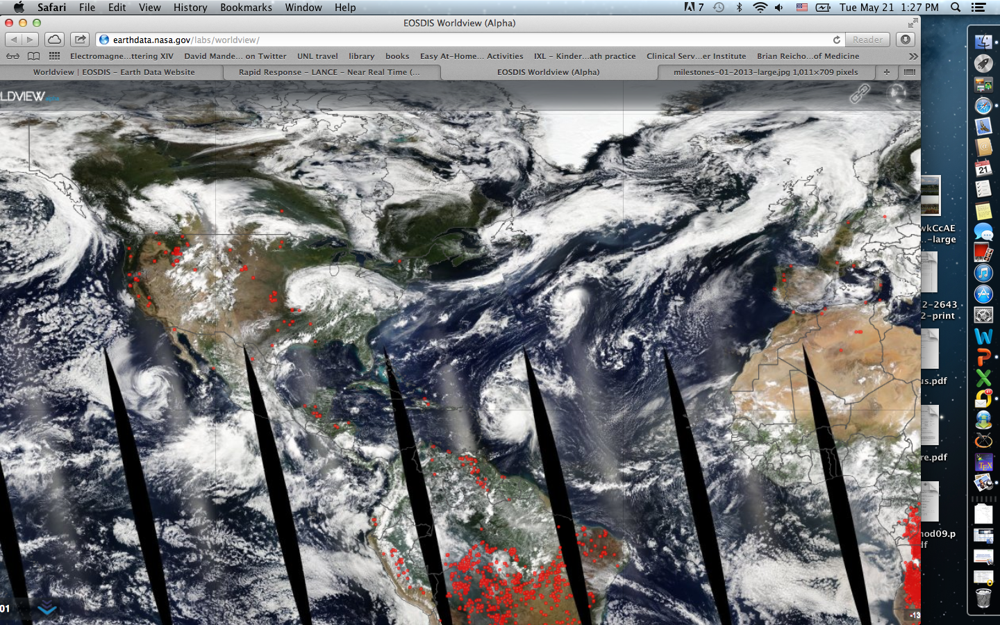 Safari File Edit View History Bookmarks Window Help
7
Tue May 21 1:27 PM
EOSDIS Worldview (Alpha)
earthdata.nasa.gov/labs/worldview/
Reader
Electromagne...ttering XIV David Mande... on Twitter UNL travel library books Easy At-Home... Activities IXL – Kinder...ath practice Clinical Serv...er Institute Brian Reicho...of Medicine
Worldview | EOSDIS – Earth Data Website
Rapid Response – LANCE – Near Real Time (...
EOSDIS Worldview (Alpha)
milestones-01-2013-large.jpg 1,011×709 pixels
LDVIEW
wkCcAE
...-large
2-2643
2-print
us.pdf
re.pdf
nod09.p
df
01
-13
21
W
P
X
TEX